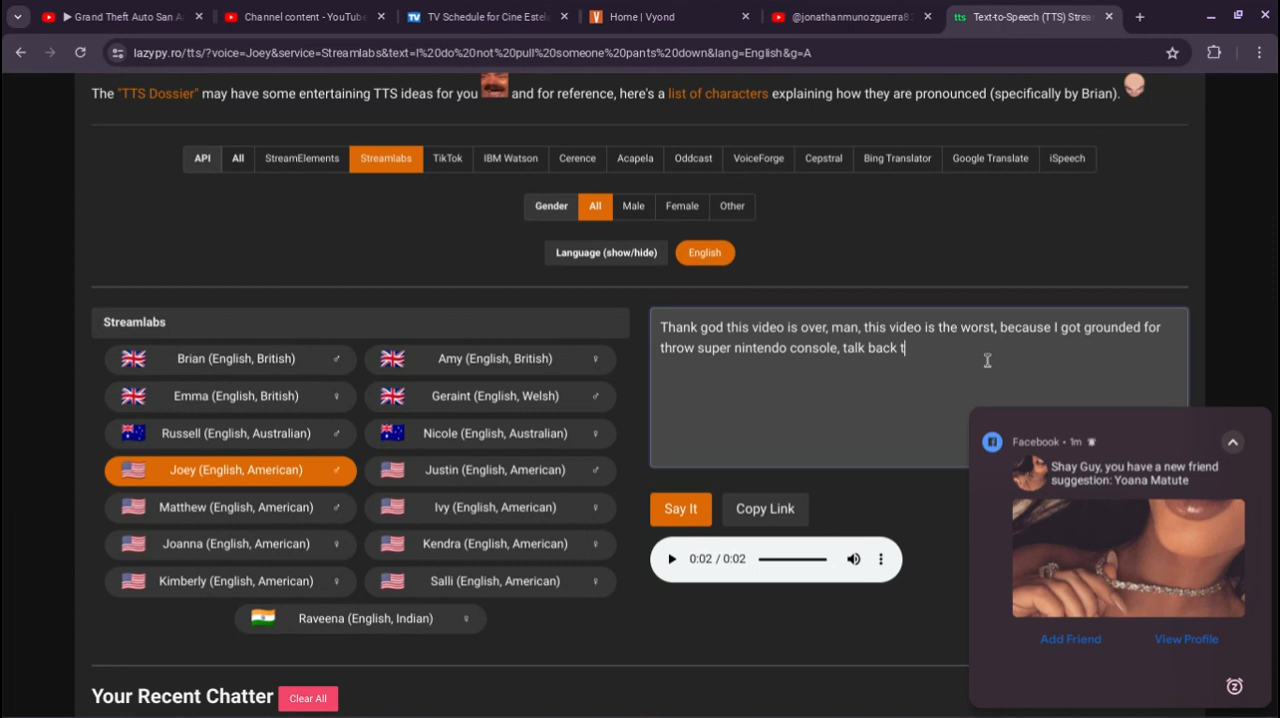 Grand Theft Auto San A
Channel content - YouTube
TV Schedule for Cine Estel
Home | Vyond
@jonathanmunozguerra8
Text-to-Speech (TTS) Strea
lazypy.ro/tts/?voice=Joey&service=Streamlabs&text=I%20do%20not%20pull%20someone%20pants%20down&lang=English&g=A
The "TTS Dossier" may have some entertaining TTS ideas for you and for reference, here's a list of characters explaining how they are pronounced (specifically by Brian).
API All StreamElements Streamlabs TikTok IBM Watson Cerence Acapela Oddcast VoiceForge Cepstral Bing Translator Google Translate iSpeech
Gender All Male Female Other
Language (show/hide) English
Streamlabs
Brian (English, British)
Amy (English, British)
Emma (English, British)
Geraint (English, Welsh)
Russell (English, Australian)
Nicole (English, Australian)
Joey (English, American)
Justin (English, American)
Matthew (English, American)
Ivy (English, American)
Joanna (English, American)
Kendra (English, American)
Kimberly (English, American)
Salli (English, American)
Raveena (English, Indian)
Thank god this video is over, man, this video is the worst, because I got grounded for
throw super nintendo console, talk back t
Say It
Copy Link
0:02 / 0:02
Facebook • 1m
Shay Guy, you have a new friend
suggestion: Yoana Matute
Add Friend
View Profile
Your Recent Chatter
Clear All